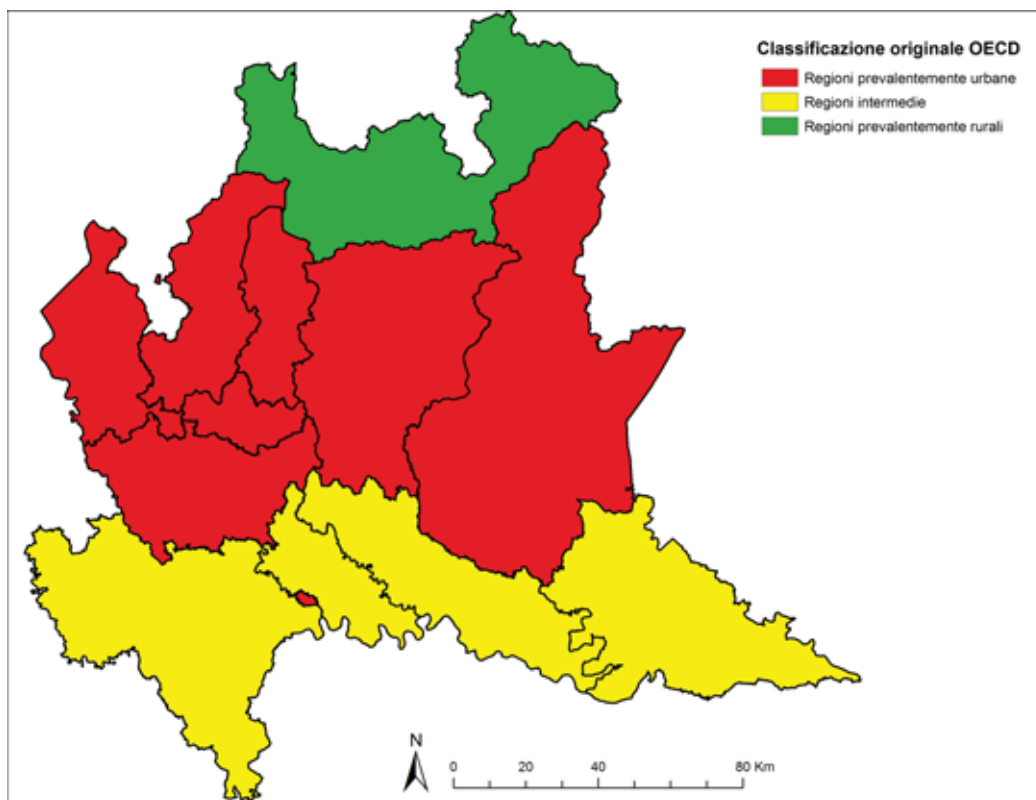 Classificazione originale OECD
Regioni prevalentemente urbane
Regioni intermedie
Regioni prevalentemente rurali
N
0 20 40 80 Km